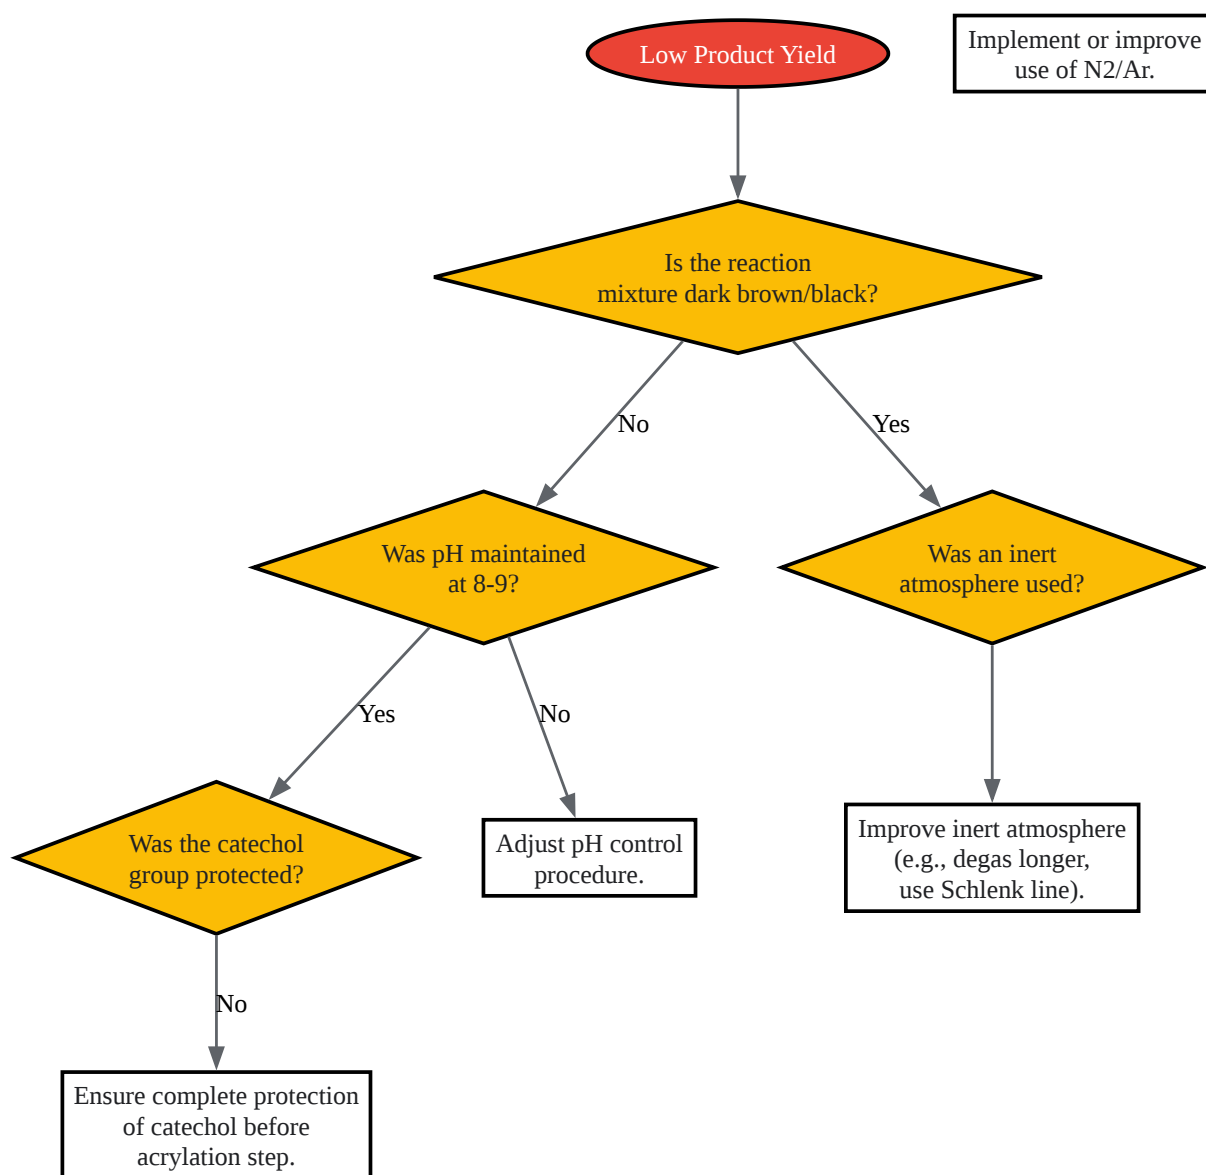 Low Product Yield
Implement or improve
use of N2/Ar.
Is the reaction
mixture dark brown/black?
No
Yes
Was pH maintained
at 8-9?
Was an inert
atmosphere used?
Yes
No
Was the catechol
group protected?
Adjust pH control
procedure.
Improve inert atmosphere
(e.g., degas longer,
use Schlenk line).
No
Ensure complete protection
of catechol before
acrylation step.